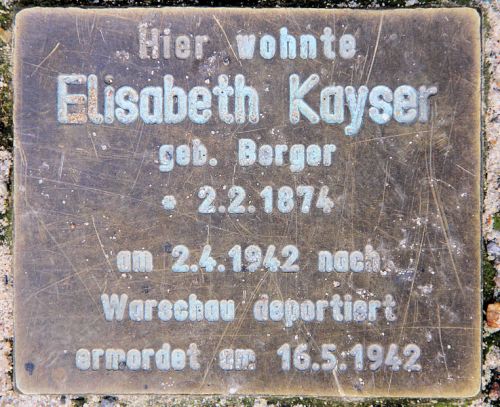 Hier wohnte
Elisabeth Kayser
geb. Berger
* 2.2.1874
am 2.4.1942 nach
Warschau deportiert
ermordet am 16.5.1942